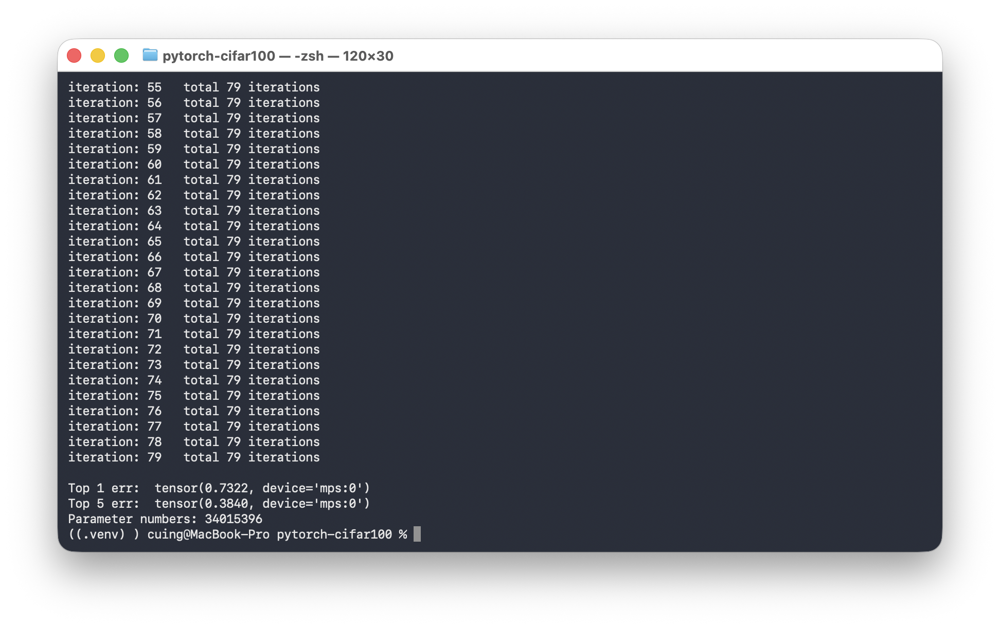 pytorch-cifar100 — -zsh — 120×30
iteration: 55   total 79 iterations
iteration: 56   total 79 iterations
iteration: 57   total 79 iterations
iteration: 58   total 79 iterations
iteration: 59   total 79 iterations
iteration: 60   total 79 iterations
iteration: 61   total 79 iterations
iteration: 62   total 79 iterations
iteration: 63   total 79 iterations
iteration: 64   total 79 iterations
iteration: 65   total 79 iterations
iteration: 66   total 79 iterations
iteration: 67   total 79 iterations
iteration: 68   total 79 iterations
iteration: 69   total 79 iterations
iteration: 70   total 79 iterations
iteration: 71   total 79 iterations
iteration: 72   total 79 iterations
iteration: 73   total 79 iterations
iteration: 74   total 79 iterations
iteration: 75   total 79 iterations
iteration: 76   total 79 iterations
iteration: 77   total 79 iterations
iteration: 78   total 79 iterations
iteration: 79   total 79 iterations
Top 1 err:  tensor(0.7322, device='mps:0')
Top 5 err:  tensor(0.3840, device='mps:0')
Parameter numbers: 34015396
((.venv) ) cuing@MacBook-Pro pytorch-cifar100 %